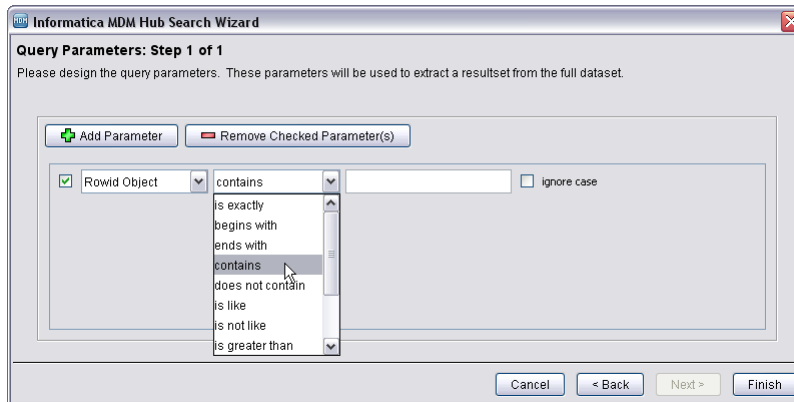 MDM Informatica MDM Hub Search Wizard
Query Parameters: Step 1 of 1
Please design the query parameters. These parameters will be used to extract a resultset from the full dataset.
Add Parameter
Remove Checked Parameter(s)
Rowid Object
contains
ignore case
is exactly
begins with
ends with
contains
does not contain
is like
is not like
is greater than
Cancel
< Back
Next >
Finish